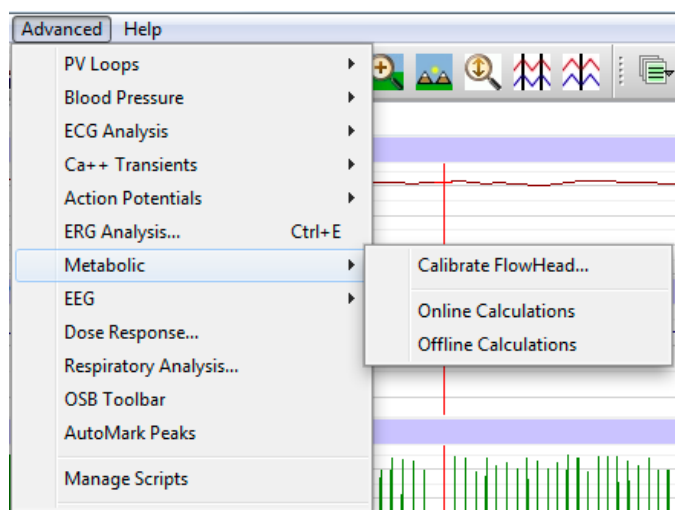 Advanced Help
PV Loops
Blood Pressure
ECG Analysis
Ca++ Transients
Action Potentials
ERG Analysis... Ctrl+E
Metabolic
EEG
Dose Response...
Respiratory Analysis...
OSB Toolbar
AutoMark Peaks
Manage Scripts
Calibrate FlowHead...
Online Calculations
Offline Calculations